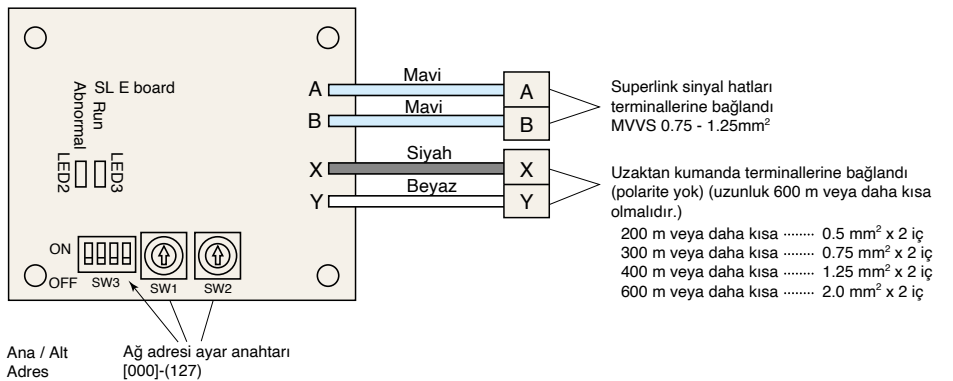 SL E board
Abnormal
Run
LED2
LED3
ON
OFF
SW3
SW1
SW2
A
B
X
Y
Mavi
Mavi
Siyah
Beyaz
A
B
X
Y
Superlink sinyal hatları
terminallerine bağlandı
MVVS 0.75 - 1.25mm²
Uzaktan kumanda terminallerine bağlandı
(polarite yok) (uzunluk 600 m veya daha kısa
olmalıdır.)
200 m veya daha kısa ........ 0.5 mm² x 2 iç
300 m veya daha kısa ........ 0.75 mm² x 2 iç
400 m veya daha kısa ........ 1.25 mm² x 2 iç
600 m veya daha kısa ........ 2.0 mm² x 2 iç
Ana / Alt
Adres
Ağ adresi ayar anahtarı
[000]-(127)